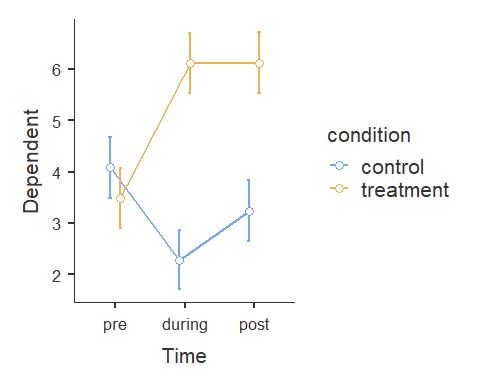 6
5
4
3
2
Dependent
pre during post
Time
condition
control
treatment